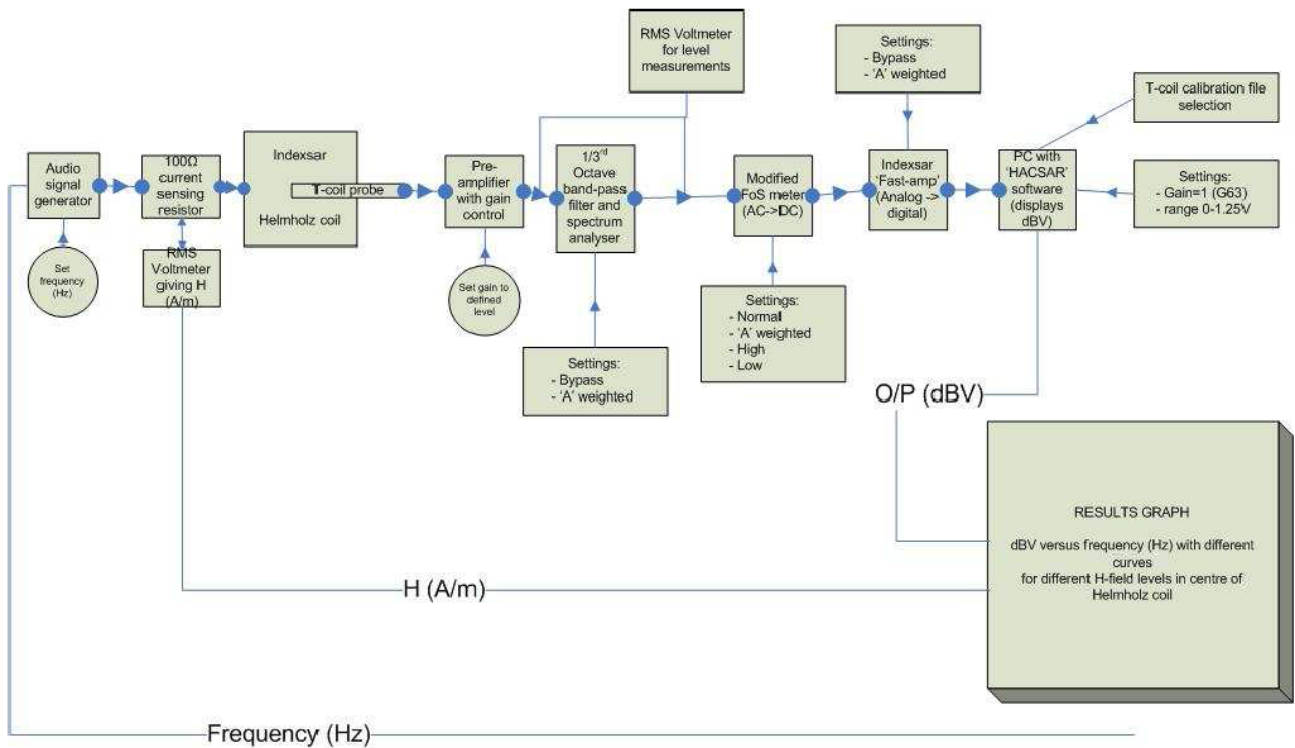 RMS Voltmeter
for level
measurements
Settings:
- Bypass
- 'A' weighted
T-coil calibration file
selection
Audio
signal
generator
100Ω
current
sensing
resistor
Indexsar
T-coil probe
Helmholz coil
Pre-
amplifier
with gain
control
1/3rd
Octave
band-pass
filter and
spectrum
analyser
Modified
FoS meter
(AC->DC)
Indexsar
'Fast-amp'
(Analog ->
digital)
PC with
'HACSAR'
software
(displays
dBV)
Settings:
- Gain=1 (G63)
- range 0-1.25V
Set
frequency
(Hz)
RMS
Voltmeter
giving H
(A/m)
Set gain to
defined
level
Settings:
- Bypass
- 'A' weighted
Settings:
- Normal
- 'A' weighted
- High
- Low
O/P (dBV)
RESULTS GRAPH
dBV versus frequency (Hz) with different
curves
for different H-field levels in centre of
Helmholz coil
H (A/m)
Frequency (Hz)